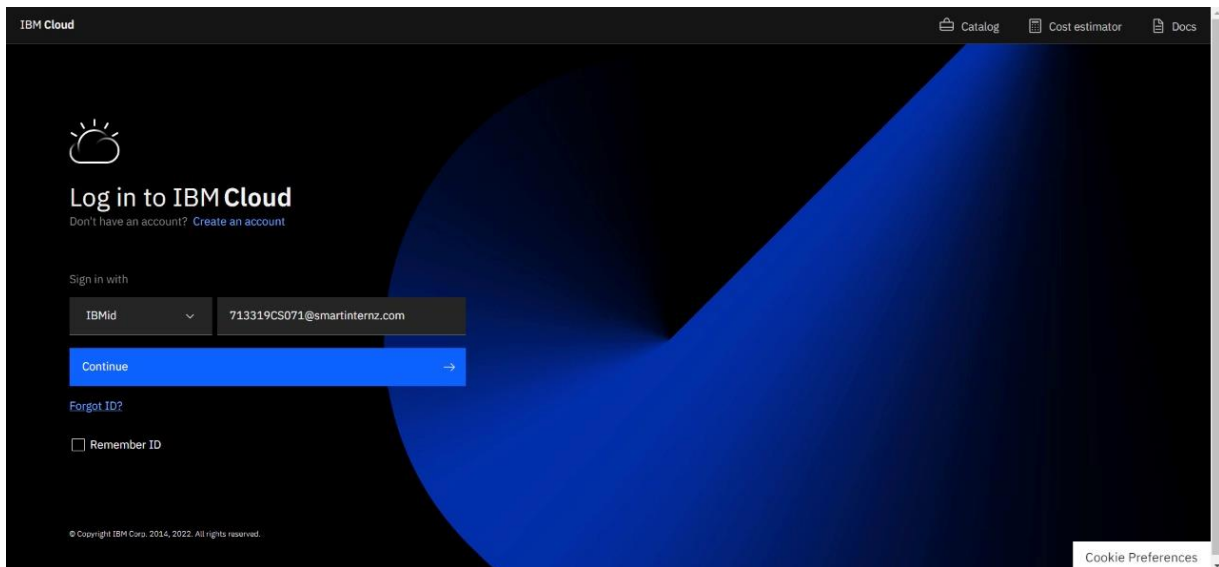 IBM Cloud
Catalog
Cost estimator
Docs
Log in to IBM Cloud
Don't have an account? Create an account
Sign in with
IBMid
713319CS071@smartinternz.com
Continue
Forgot ID?
Remember ID
© Copyright IBM Corp. 2014, 2022. All rights reserved.
Cookie Preferences